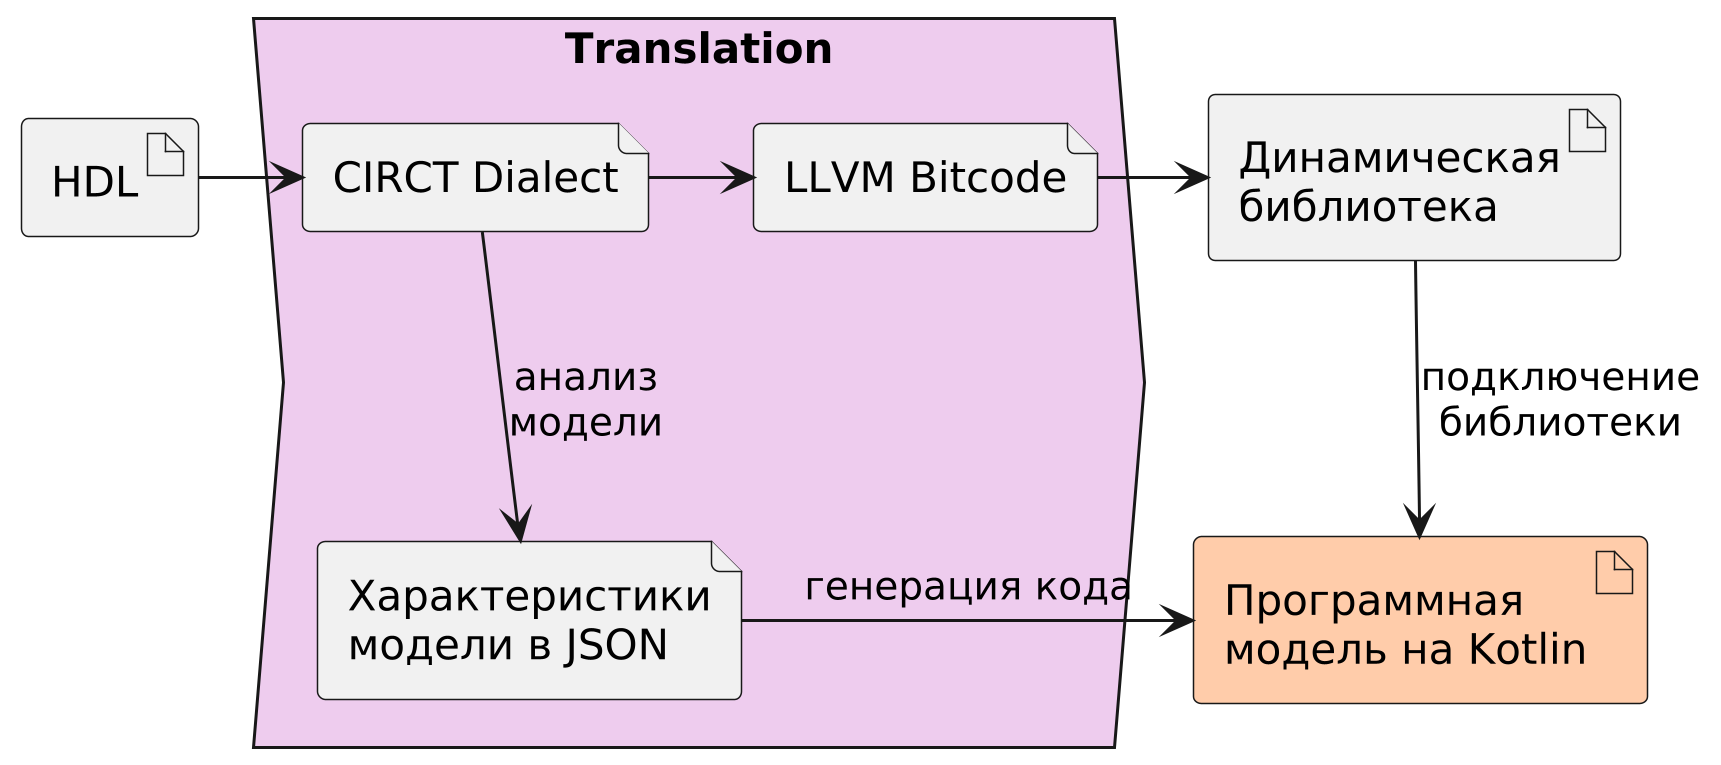 Translation
HDL
CIRCT Dialect
LLVM Bitcode
Динамическая
библиотека
анализ
модели
подключение
библиотеки
Характеристики
модели в JSON
генерация кода
Программная
модель на Kotlin